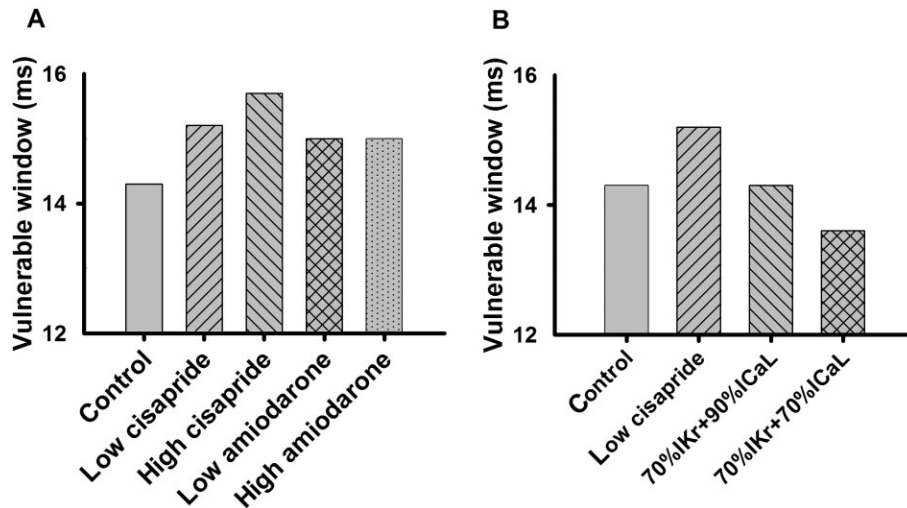 A
Vulnerable window (ms)
16
14
12
Control
Low cisapride
High cisapride
Low amiodarone
High amiodarone
B
Vulnerable window (ms)
16
14
12
Control
Low cisapride
70%IKr+90%ICaL
70%IKr+70%ICaL